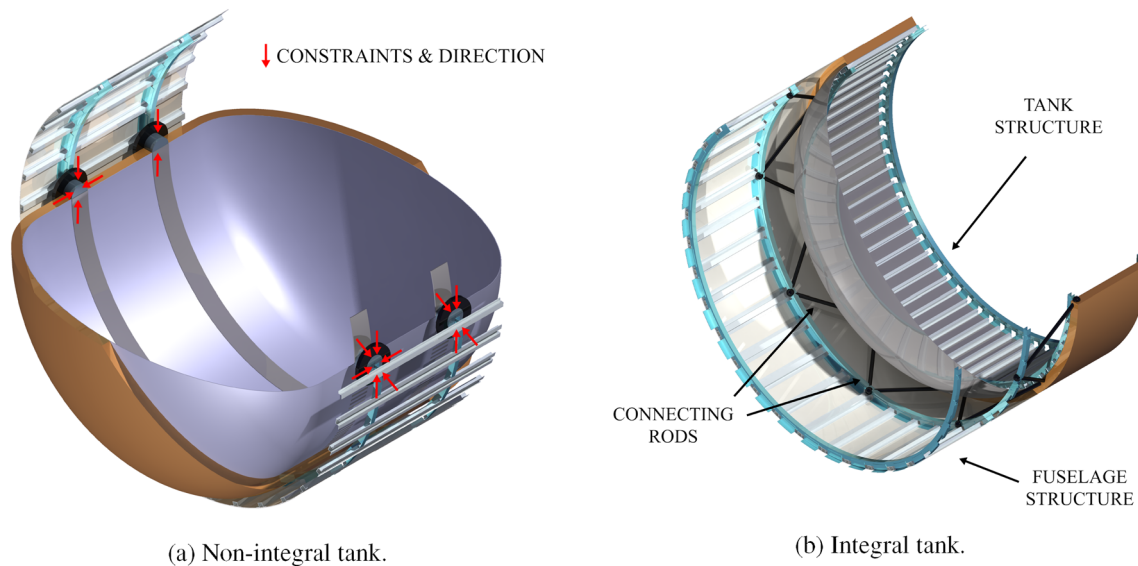 CONSTRAINTS & DIRECTION
TANK
STRUCTURE
CONNECTING
RODS
FUSELAGE
STRUCTURE
(a) Non-integral tank.
(b) Integral tank.